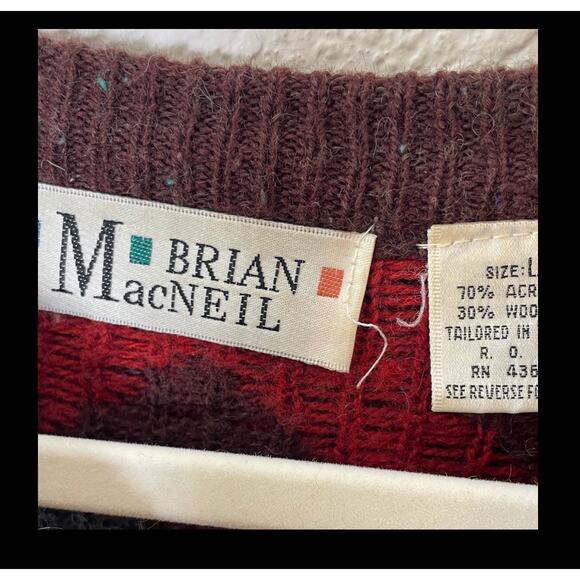 M BRIAN
MacNEIL
SIZE: L
70% ACR
30% WOO
TAILORED IN
R. O.
RN 436
SEE REVERSE FO